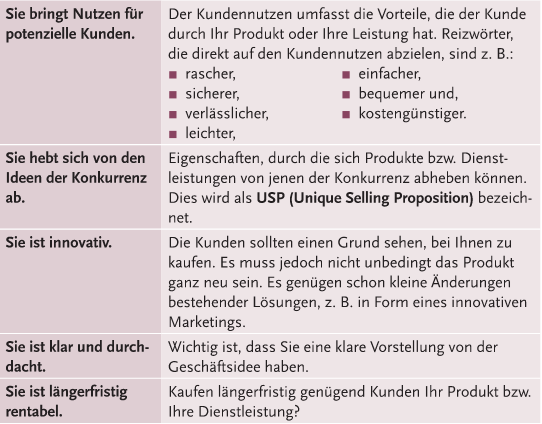 Sie bringt Nutzen für
potenzielle Kunden.
Der Kundennutzen umfasst die Vorteile, die der Kunde
durch Ihr Produkt oder Ihre Leistung hat. Reizwörter,
die direkt auf den Kundennutzen abzielen, sind z. B.:
■ rascher,
■ sicherer,
■ verlässlicher,
■ leichter,
■ einfacher,
■ bequemer und,
■ kostengünstiger.
Sie hebt sich von den
Ideen der Konkurrenz
ab.
Eigenschaften, durch die sich Produkte bzw. Dienst-
leistungen von jenen der Konkurrenz abheben können.
Dies wird als USP (Unique Selling Proposition) bezeich-
net.
Sie ist innovativ.
Die Kunden sollten einen Grund sehen, bei Ihnen zu
kaufen. Es muss jedoch nicht unbedingt das Produkt
ganz neu sein. Es genügen schon kleine Änderungen
bestehender Lösungen, z. B. in Form eines innovativen
Marketings.
Sie ist klar und durch-
dacht.
Wichtig ist, dass Sie eine klare Vorstellung von der
Geschäftsidee haben.
Sie ist längerfristig
rentabel.
Kaufen längerfristig genügend Kunden Ihr Produkt bzw.
Ihre Dienstleistung?